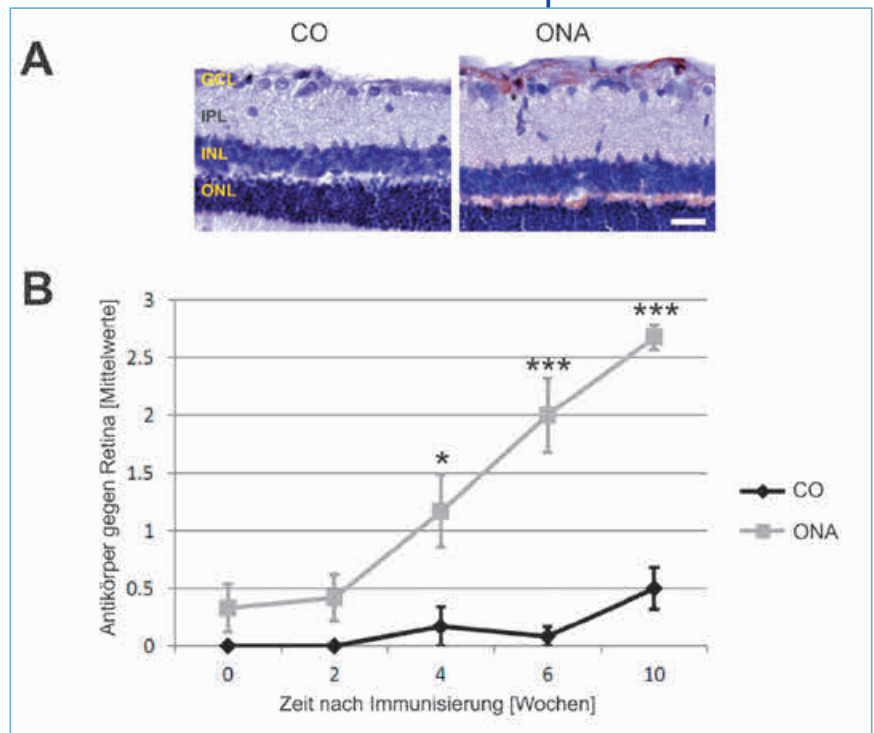 A
CO
ONA
GCL
IPL
INL
ONL
B
Antikörper gegen Retina [Mittelwerte]
3
2.5
2
1.5
1
0.5
0
*
***
***
0 2 4 6 10
Zeit nach Immunisierung [Wochen]
CO
ONA